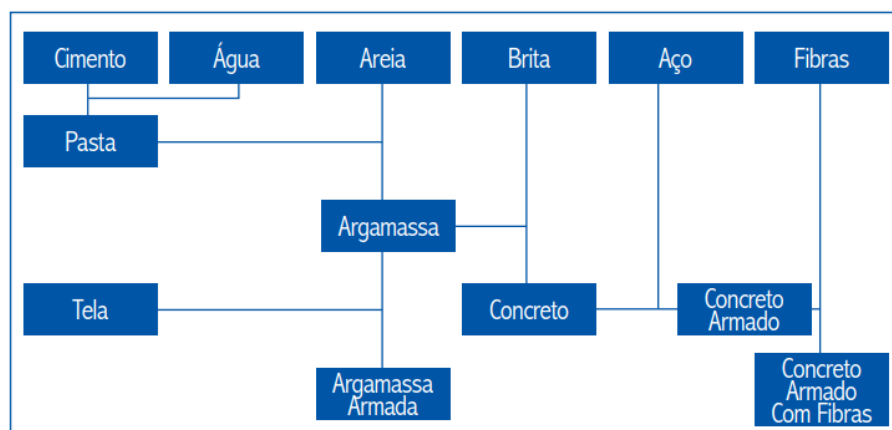 Cimento
Água
Areia
Brita
Aço
Fibras
Pasta
Argamassa
Tela
Concreto
Concreto
Armado
Argamassa
Armada
Concreto
Armado
Com Fibras